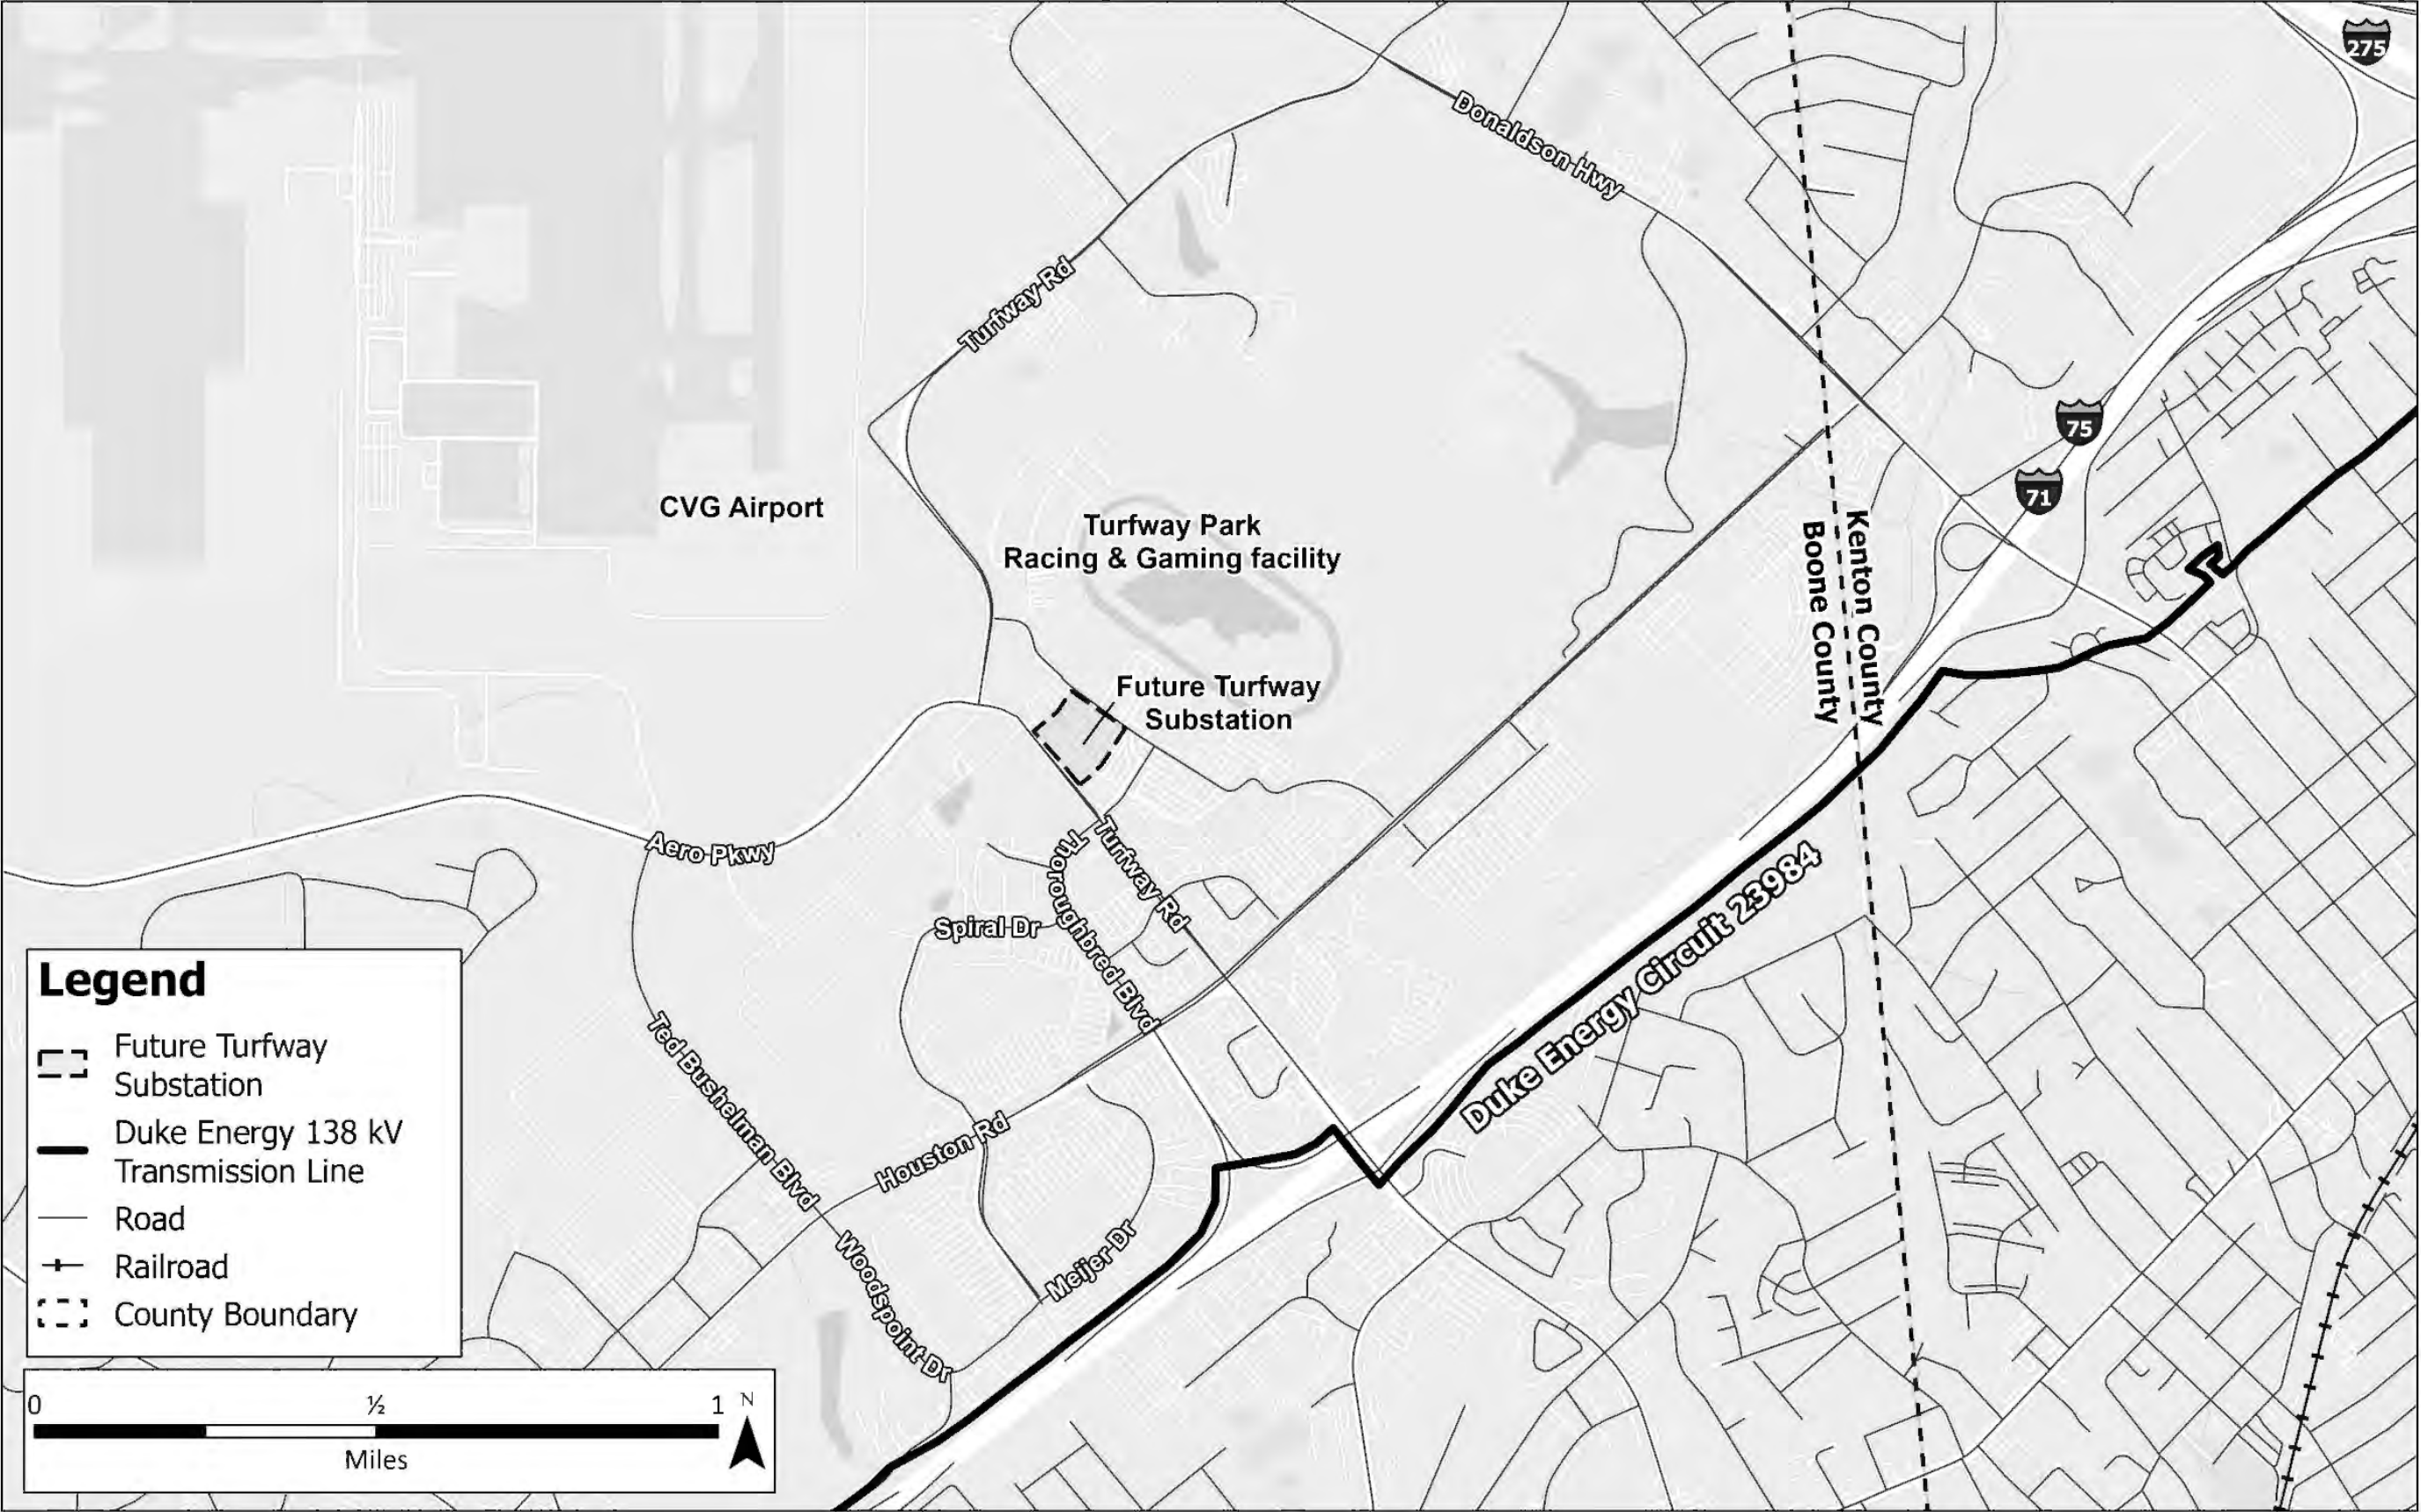 275
Donaldson Hwy
Turfway Rd
75
71
CVG Airport
Turfway Park
Racing & Gaming facility
Kenton County
Boone County
Future Turfway
Substation
Aero Pkwy
Thoroughbred Blvd
Turfway Rd
Spiral Dr
Duke Energy Circuit 23984
Ted Bushelman Blvd
Houston Rd
Woodspoint Dr
Meijer Dr
Legend
Future Turfway
Substation
Duke Energy 138 kV
Transmission Line
Road
Railroad
County Boundary
0 ½ 1 N
Miles